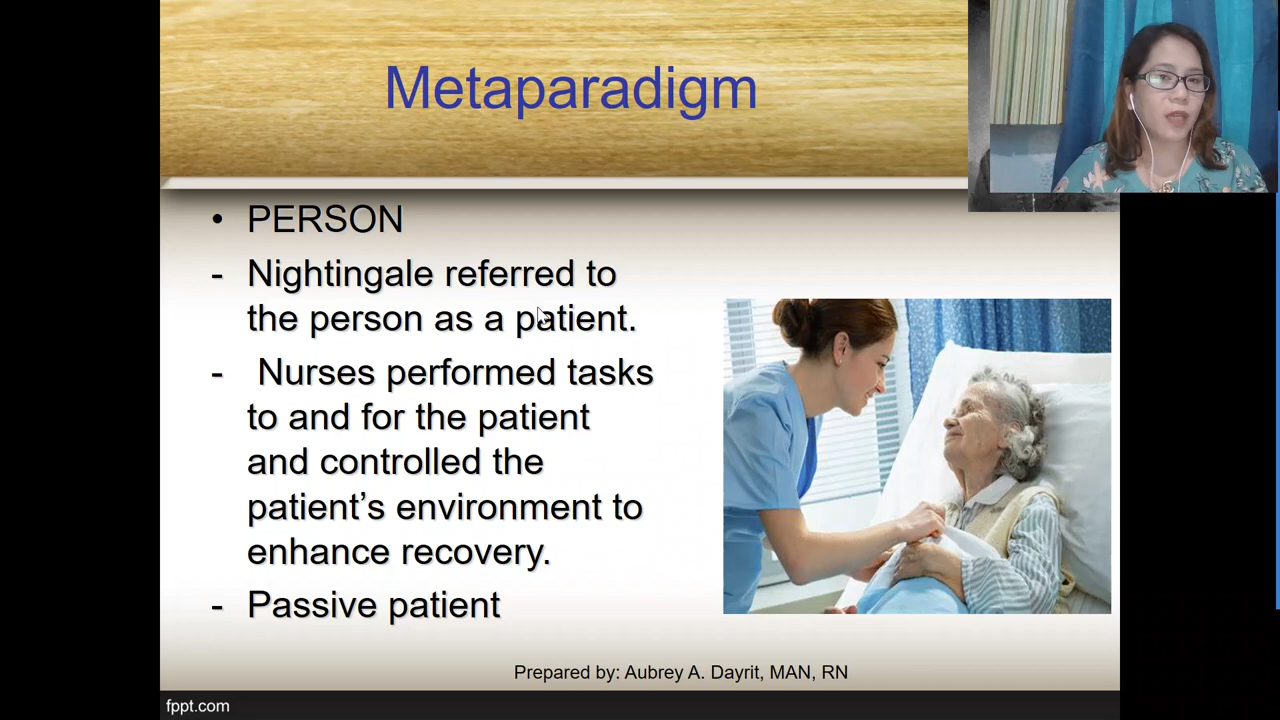 Metaparadigm
• PERSON
- Nightingale referred to
the person as a patient.
- Nurses performed tasks
to and for the patient
and controlled the
patient’s environment to
enhance recovery.
- Passive patient
Prepared by: Aubrey A. Dayrit, MAN, RN
fppt.com